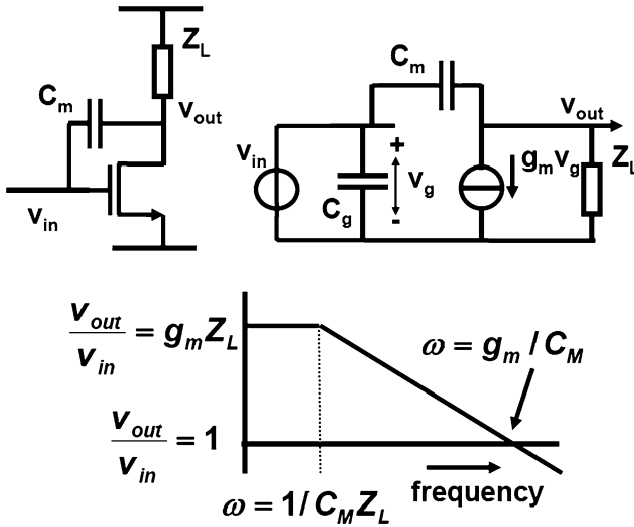 Z_L
C_m
v_out
v_in
C_m
v_out
v_in
+
v_g
-
C_g
g_m v_g
Z_L
v_out / v_in = g_m Z_L
ω = g_m / C_M
v_out / v_in = 1
frequency
ω = 1/ C_M Z_L